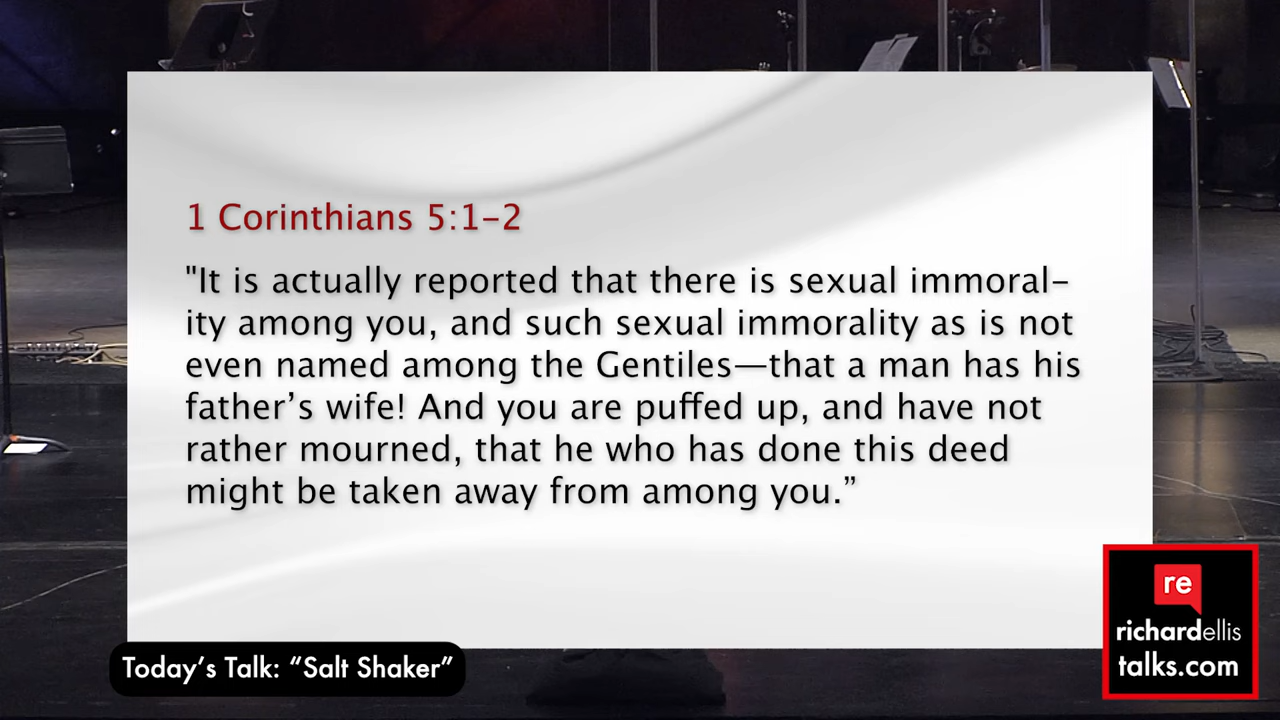 1 Corinthians 5:1–2
"It is actually reported that there is sexual immoral–
ity among you, and such sexual immorality as is not
even named among the Gentiles—that a man has his
father’s wife! And you are puffed up, and have not
rather mourned, that he who has done this deed
might be taken away from among you.”
Today’s Talk: “Salt Shaker”
re
richardellis
talks.com